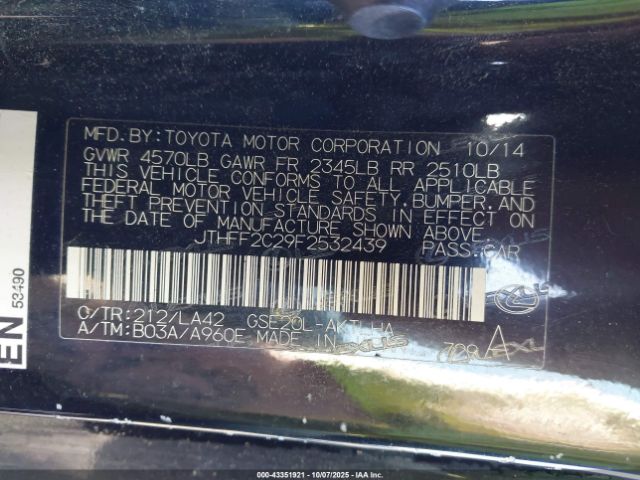 MFD.BY:TOYOTA MOTOR CORPORATION 10/14
GVWR 4570LB GAWR FR 2345LB RR 2510LB
THIS VEHICLE CONFORMS TO ALL APPLICABLE
FEDERAL MOTOR VEHICLE SAFETY,BUMPER,AND
THEFT PREVENTION STANDARDS IN EFFECT ON
THE DATE OF MANUFACTURE SHOWN ABOVE.
JTHFF2C29F2532439 PASS.CAR
C/TR:212/LA42 GSE20L-AKTLHA
A/TM:B03A/A960E MADE IN
EN 53490
000-43351921 - 10/07/2025 - IAA Inc.